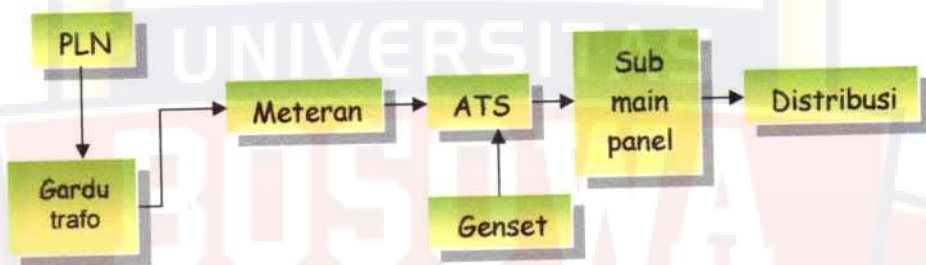 UNIVERSITAS
BOSOWA
PLN
Gardu
trafo
Meteran
ATS
Genset
Sub
main
panel
Distribusi